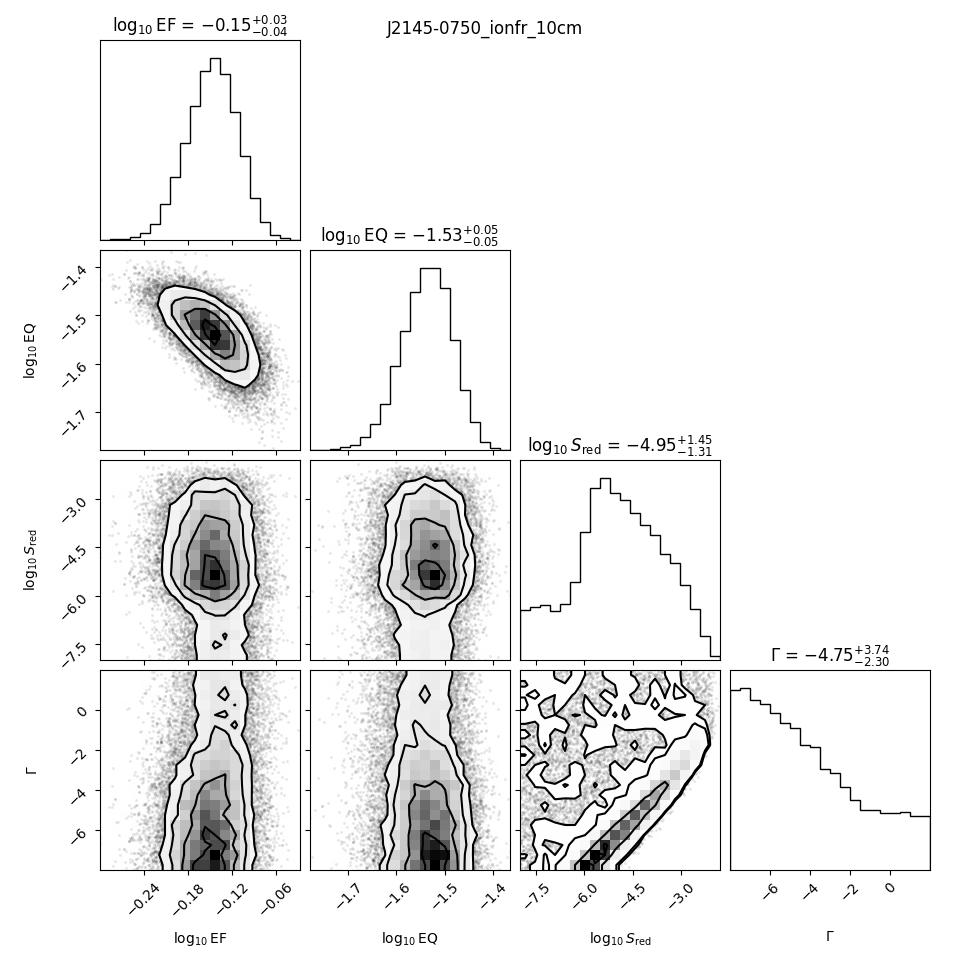 J2145-0750_ionfr_10cm
log₁₀ EF = −0.15 +0.03 −0.04
log₁₀ EQ = −1.53 +0.05 −0.05
−1.4
−1.5
−1.6
−1.7
log₁₀ EQ
log₁₀ S_red = −4.95 +1.45 −1.31
−3.0
−4.5
−6.0
−7.5
log₁₀ S_red
Γ = −4.75 +3.74 −2.30
0
−2
−4
−6
Γ
−0.24 −0.18 −0.12 −0.06
−1.7 −1.6 −1.5 −1.4
−7.5 −6.0 −4.5 −3.0
−6 −4 −2 0
log₁₀ EF
log₁₀ EQ
log₁₀ S_red
Γ